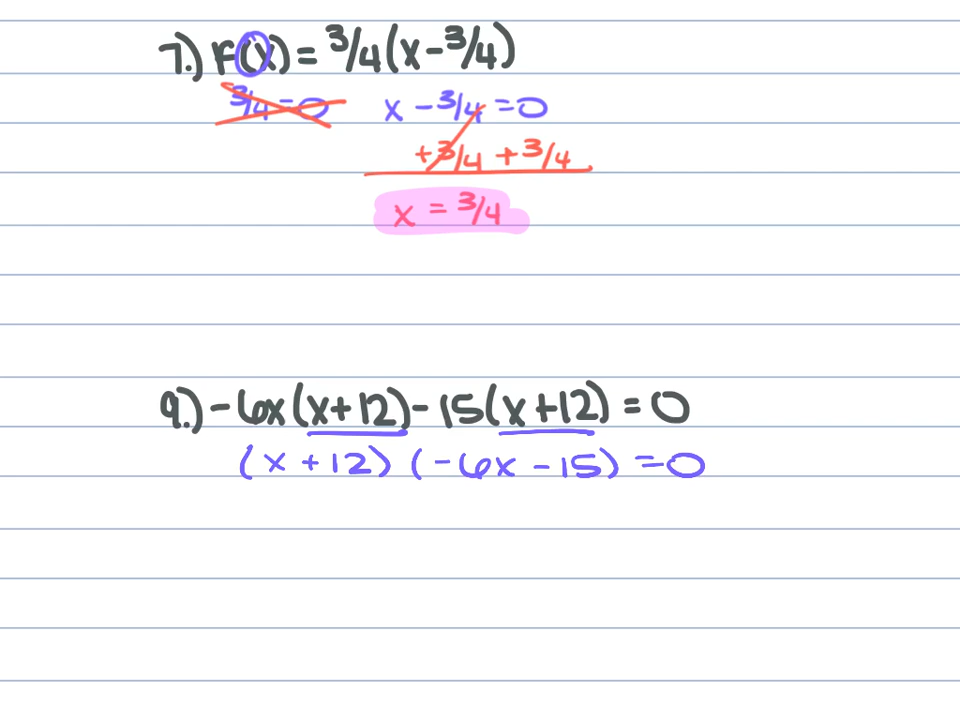 7.) F(x) = 3/4(x - 3/4)
3/4 = 0 x - 3/4 = 0
+3/4 +3/4
x = 3/4
9.) -6x(x+12) - 15(x+12) = 0
(x + 12) (-6x - 15) = 0